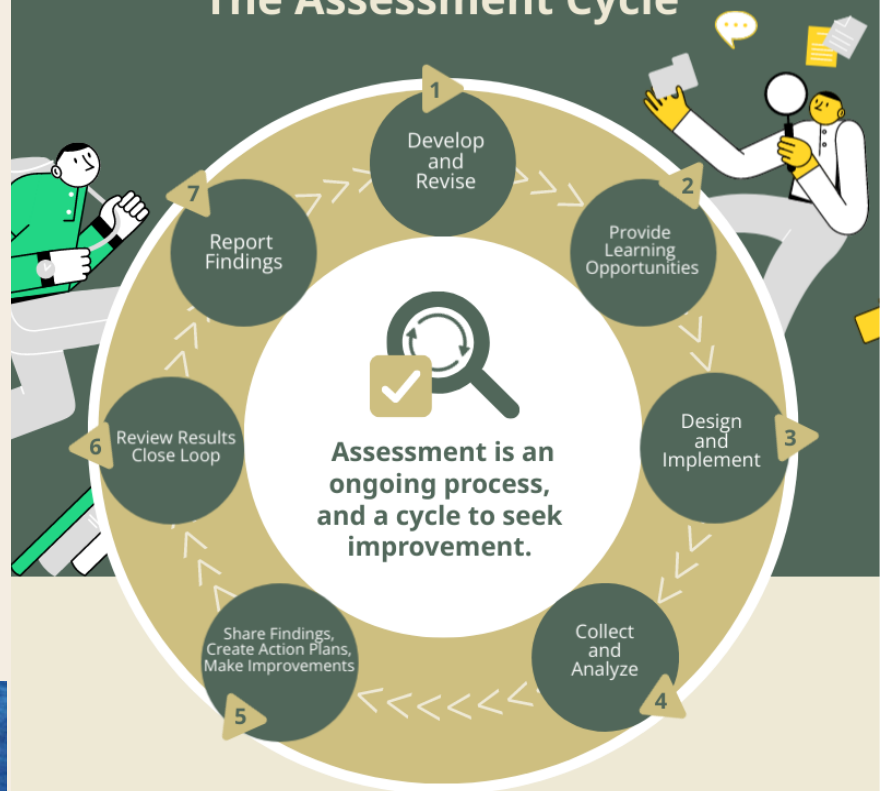 The Assessment Cycle
1
Develop
and
Revise
2
Provide
Learning
Opportunities
3
Design
and
Implement
4
Collect
and
Analyze
5
Share Findings,
Create Action Plans,
Make Improvements
6
Review Results
Close Loop
7
Report
Findings
Assessment is an
ongoing process,
and a cycle to seek
improvement.